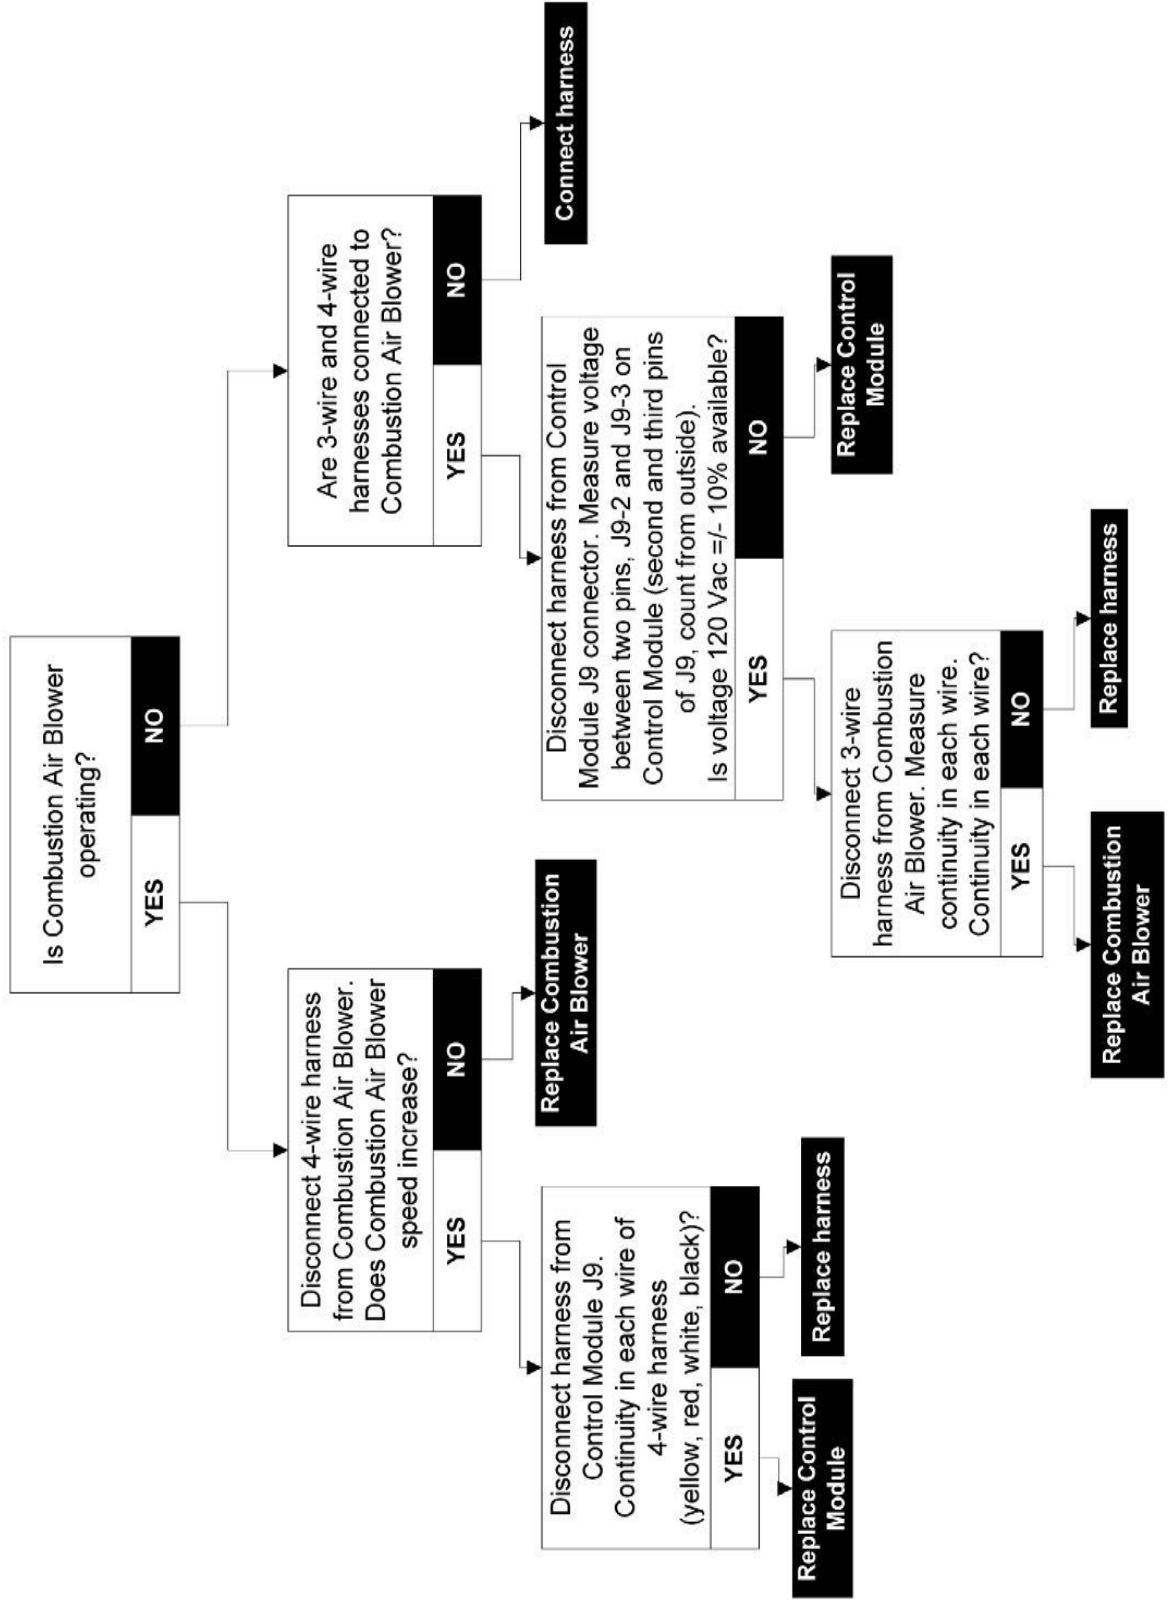 Is Combustion Air Blower
operating?
YES
NO
Disconnect 4-wire harness
from Combustion Air Blower.
Does Combustion Air Blower
speed increase?
YES
NO
Are 3-wire and 4-wire
harnesses connected to
Combustion Air Blower?
YES
NO
Disconnect harness from
Control Module J9.
Continuity in each wire of
4-wire harness
(yellow, red, white, black)?
YES
NO
Replace Combustion
Air Blower
Disconnect harness from Control
Module J9 connector. Measure voltage
between two pins, J9-2 and J9-3 on
Control Module (second and third pins
of J9, count from outside).
Is voltage 120 Vac =/- 10% available?
YES
NO
Connect harness
Replace Control
Module
Replace harness
Disconnect 3-wire
harness from Combustion
Air Blower. Measure
continuity in each wire.
Continuity in each wire?
YES
NO
Replace Control
Module
Replace Combustion
Air Blower
Replace harness